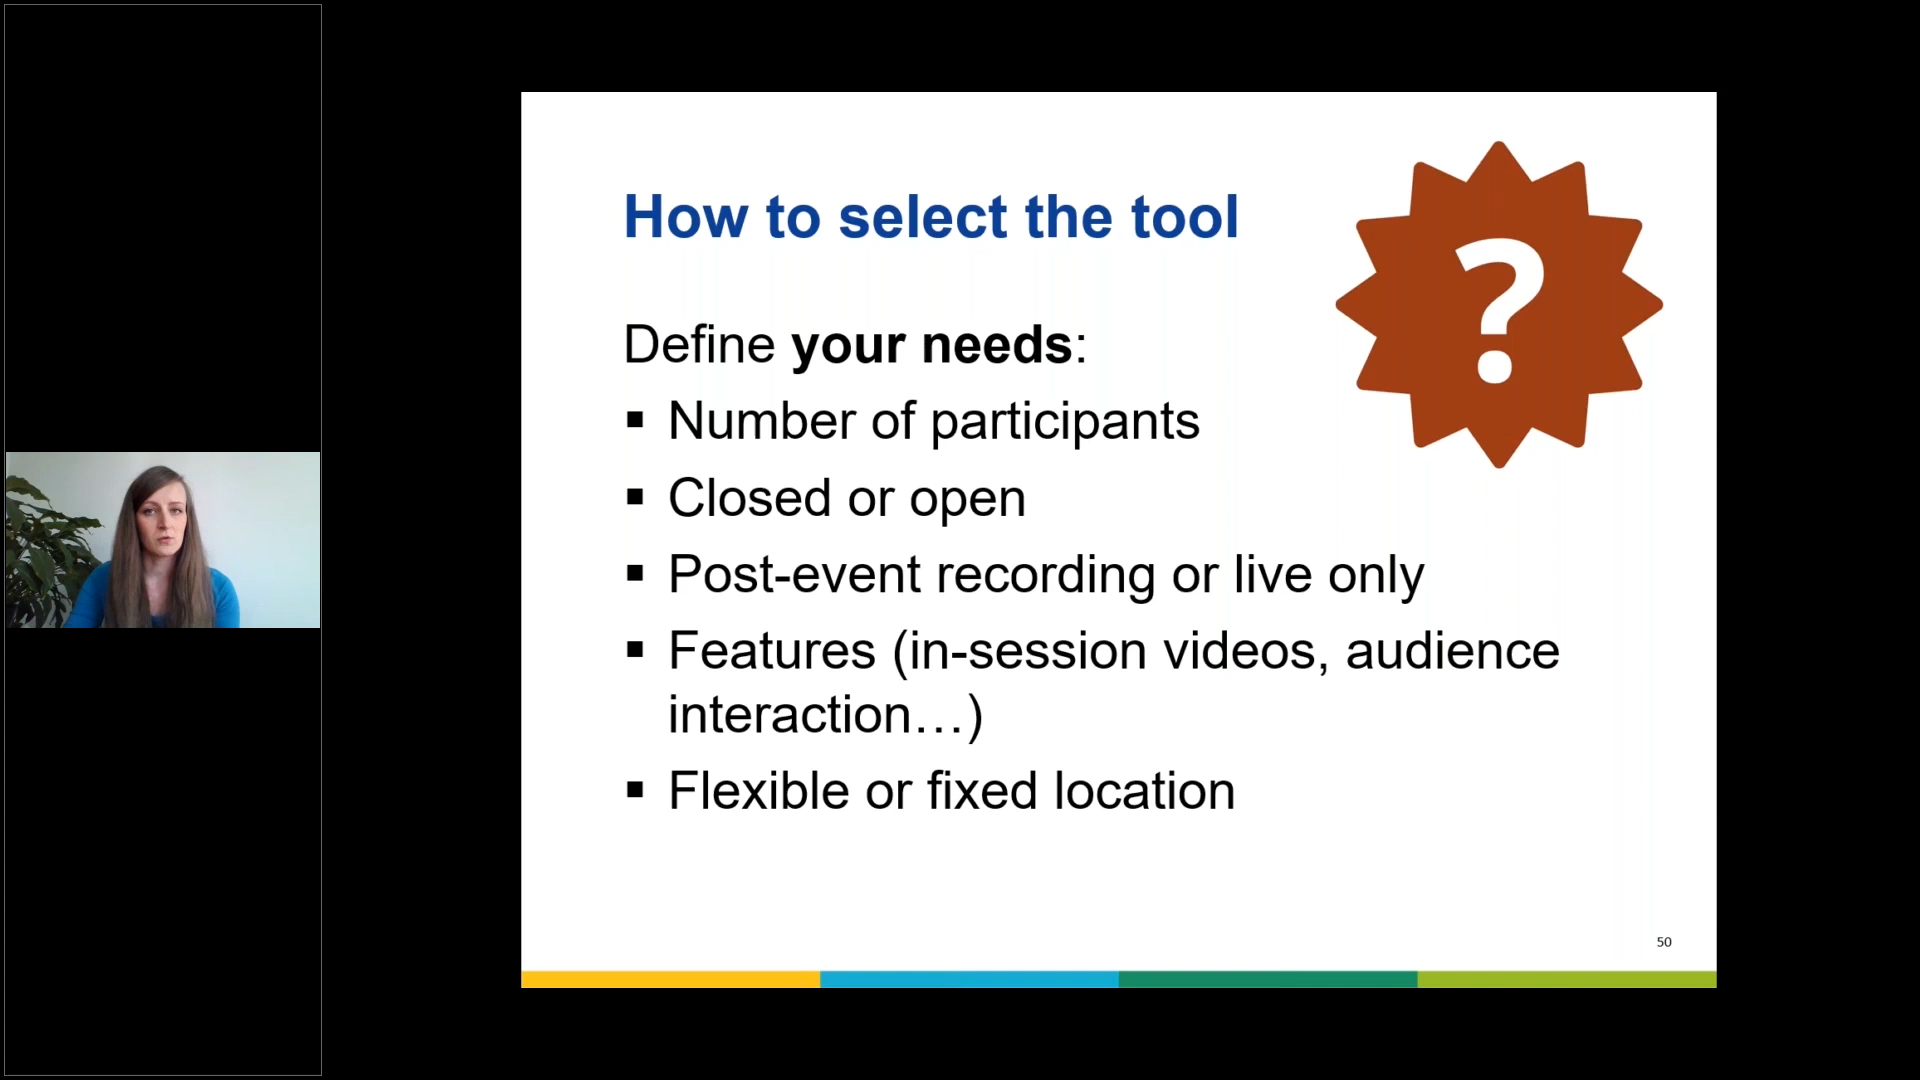 How to select the tool
?
Define your needs:
▪ Number of participants
▪ Closed or open
▪ Post-event recording or live only
▪ Features (in-session videos, audience
interaction…)
▪ Flexible or fixed location
50